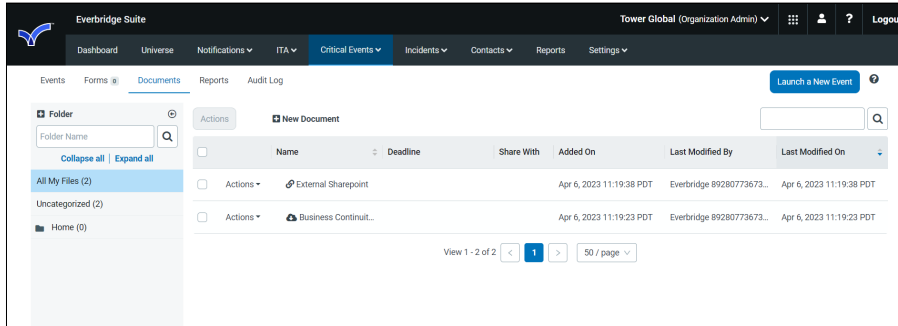 Everbridge Suite
Tower Global (Organization Admin)
?
Logou
Dashboard Universe Notifications ITA Critical Events Incidents Contacts Reports Settings
Events Forms 0 Documents Reports Audit Log
Launch a New Event
?
Folder
Folder Name
Collapse all | Expand all
All My Files (2)
Uncategorized (2)
Home (0)
Actions
New Document
Name Deadline Share With Added On Last Modified By Last Modified On
Actions External Sharepoint Apr 6, 2023 11:19:38 PDT Everbridge 89280773673... Apr 6, 2023 11:19:38 PDT
Actions Business Continuit... Apr 6, 2023 11:19:23 PDT Everbridge 89280773673... Apr 6, 2023 11:19:23 PDT
View 1 - 2 of 2 < 1 > 50 / page